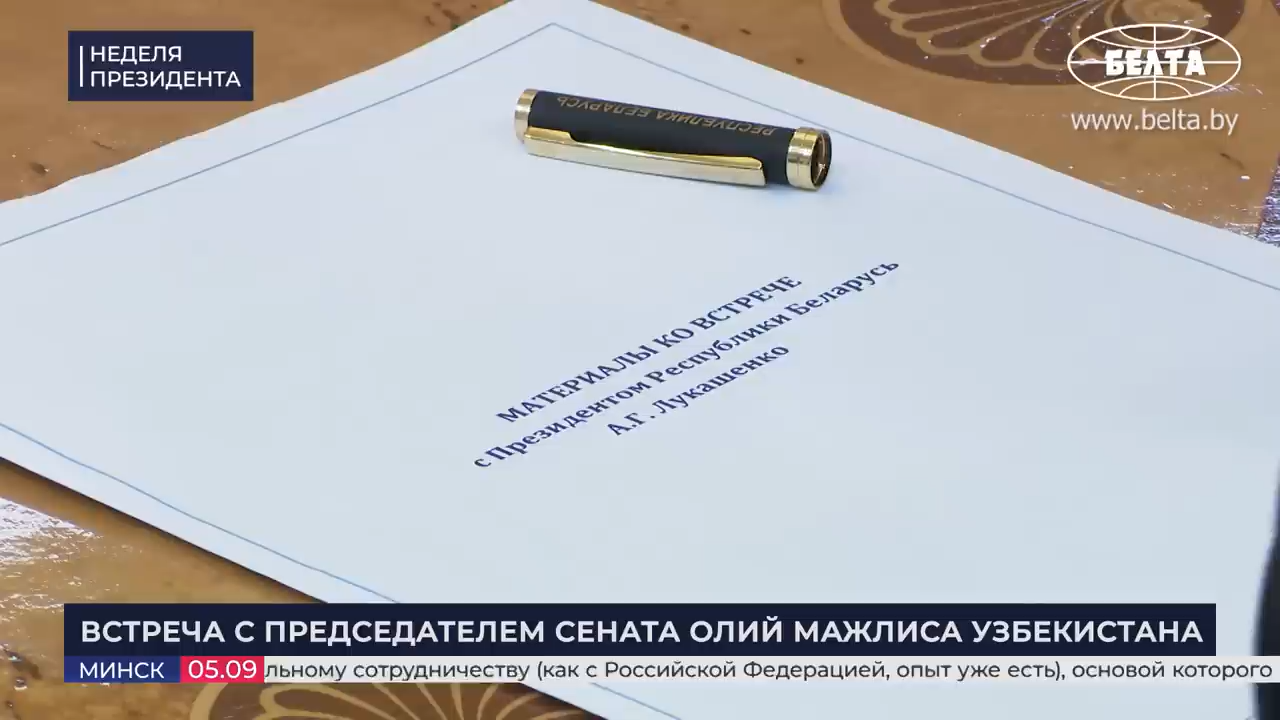 НЕДЕЛЯ
ПРЕЗИДЕНТА
БЕЛТА
www.belta.by
РЕСПУБЛИКА БЕЛАРУСЬ
МАТЕРИАЛЫ КО ВСТРЕЧЕ
с Президентом Республики Беларусь
А.Г. Лукашенко
ВСТРЕЧА С ПРЕДСЕДАТЕЛЕМ СЕНАТА ОЛИЙ МАЖЛИСА УЗБЕКИСТАНА
МИНСК 05.09 льному сотрудничеству (как с Российской Федерацией, опыт уже есть), основой которого